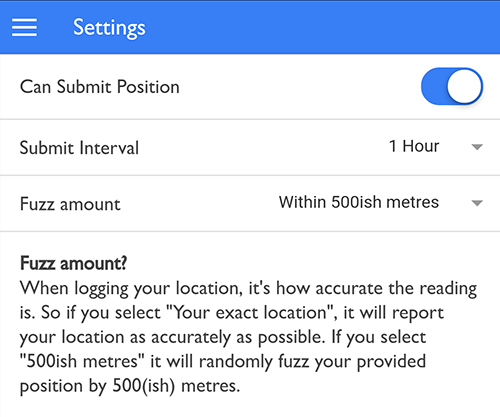 Settings
Can Submit Position
Submit Interval 1 Hour
Fuzz amount Within 500ish metres
Fuzz amount?
When logging your location, it's how accurate the reading
is. So if you select "Your exact location", it will report
your location as accurately as possible. If you select
"500ish metres" it will randomly fuzz your provided
position by 500(ish) metres.